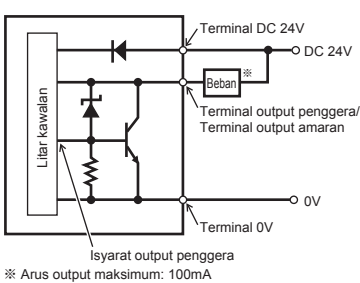 Terminal DC 24V
DC 24V
※
Beban
Terminal output penggera/
Terminal output amaran
Litar kawalan
0V
Terminal 0V
Isyarat output penggera
※ Arus output maksimum: 100mA